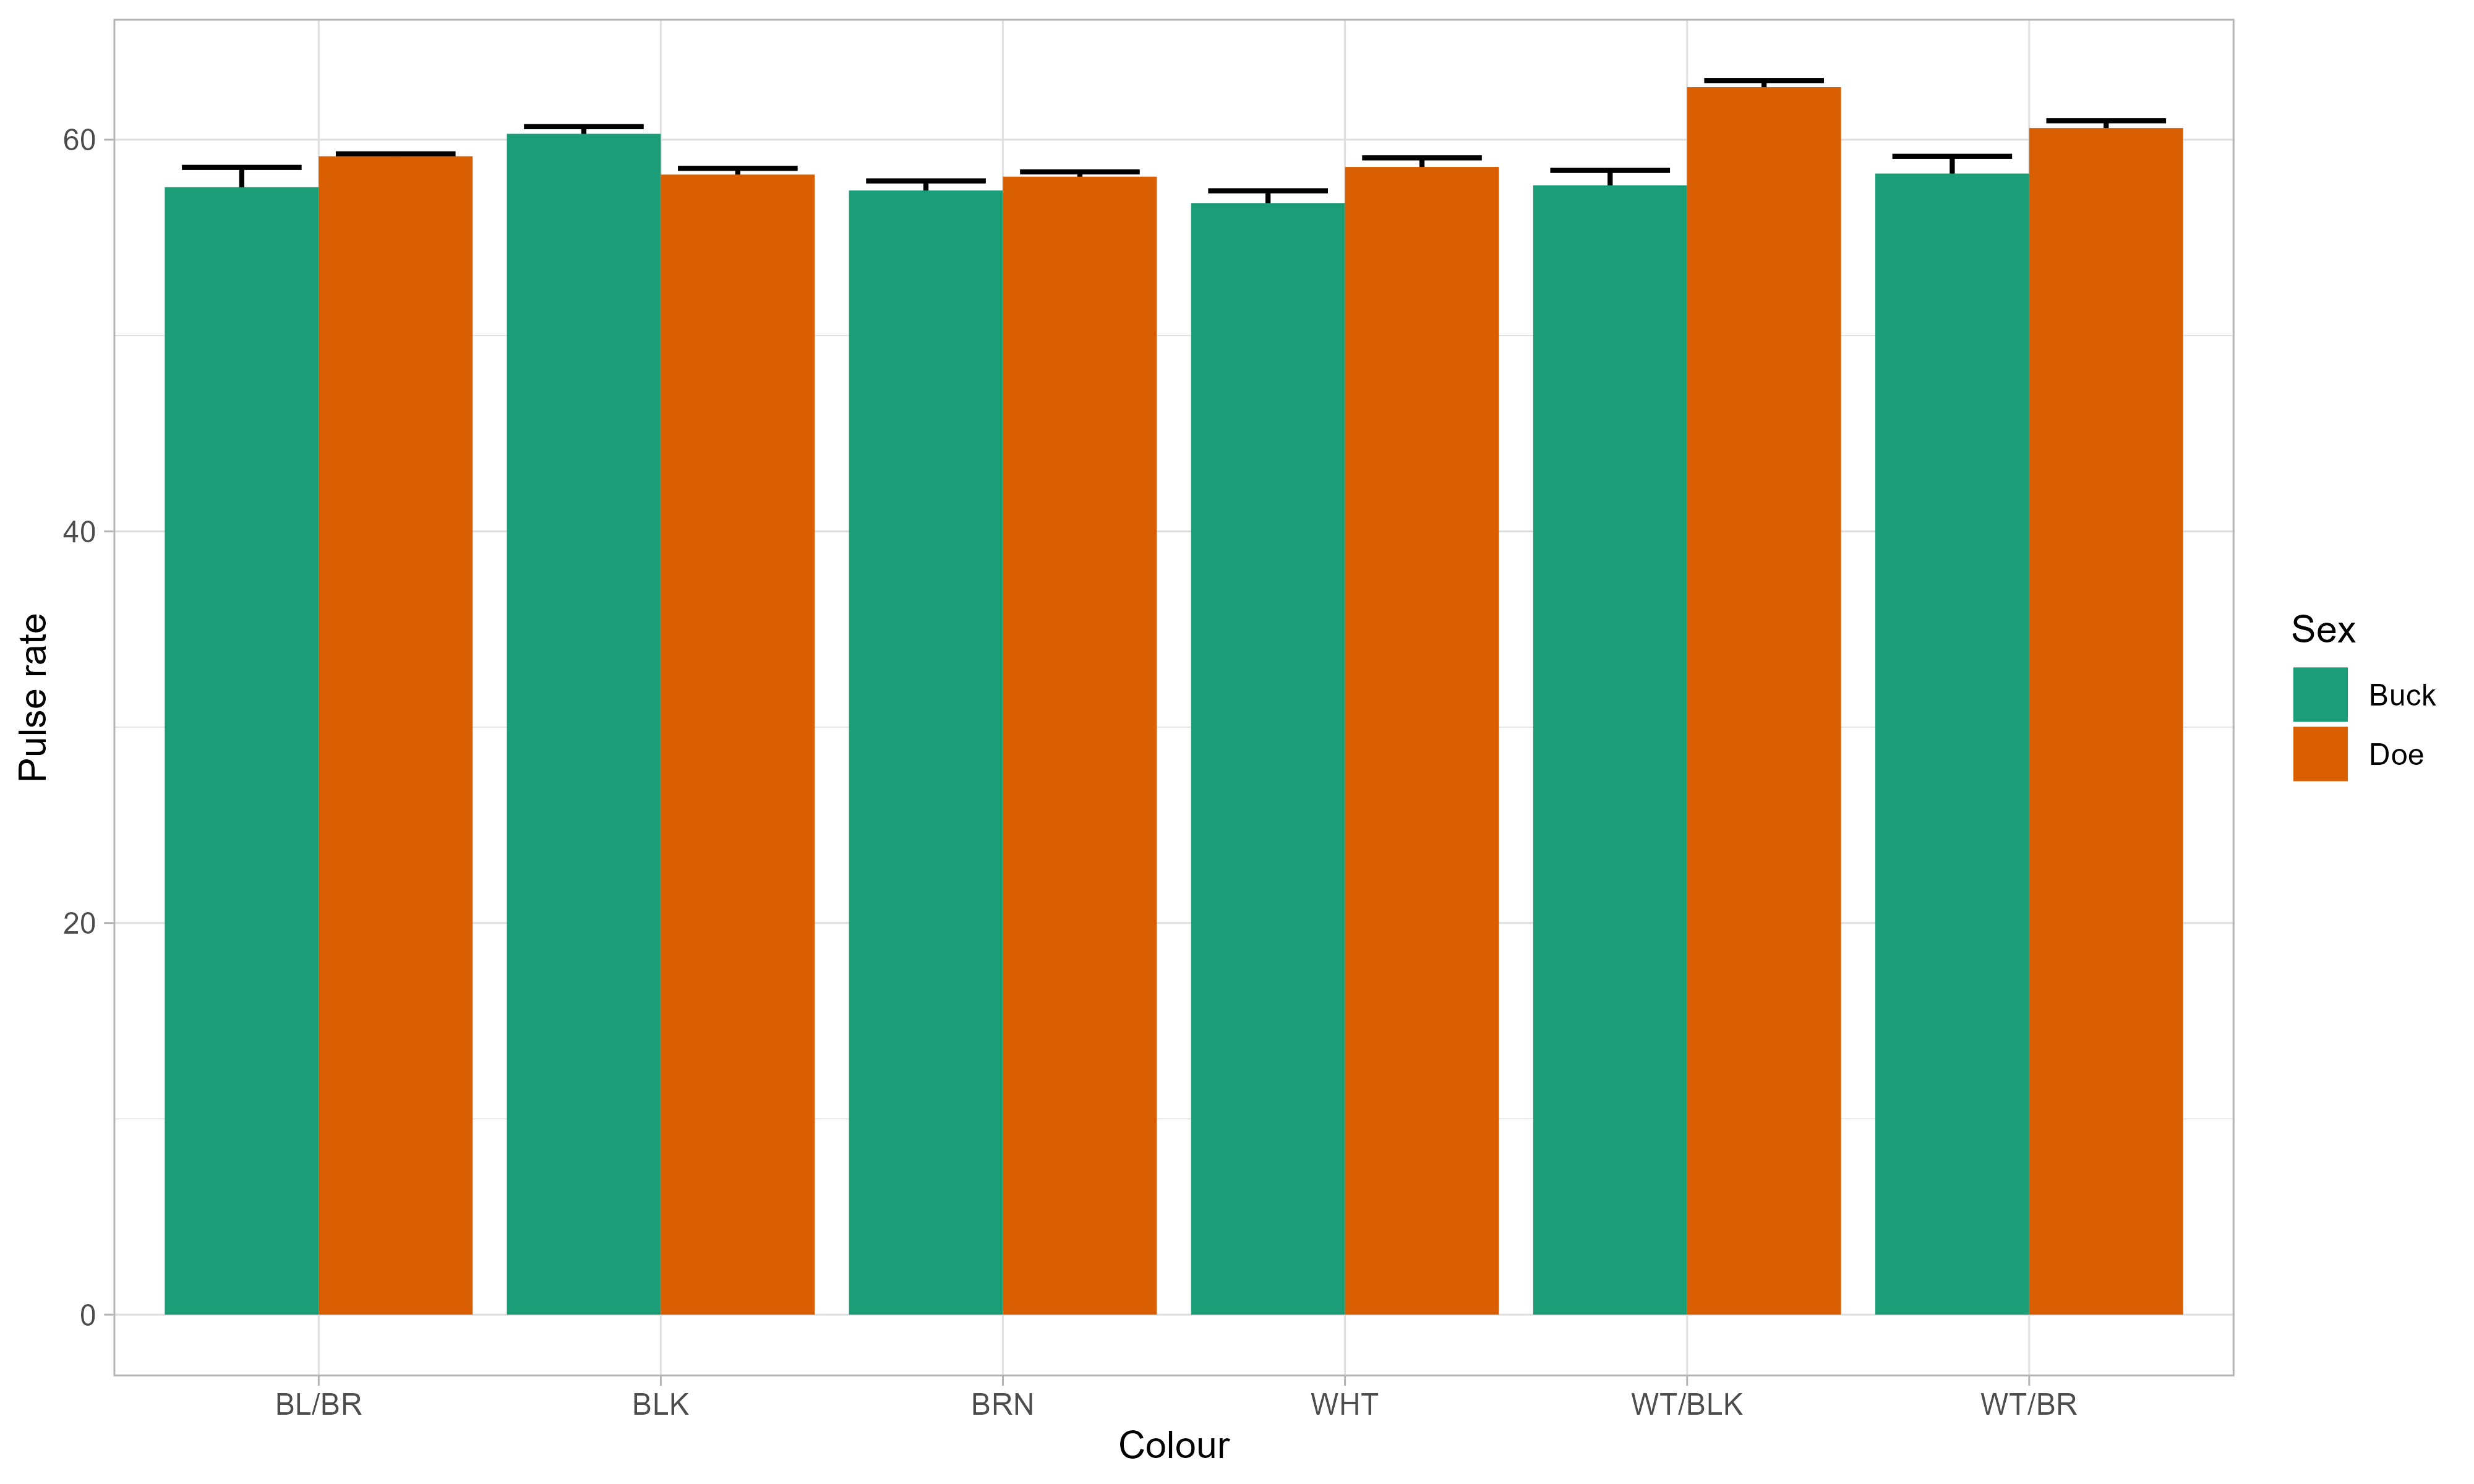 60
40
20
0
Pulse rate
BL/BR
BLK
BRN
WHT
WT/BLK
WT/BR
Colour
Sex
Buck
Doe